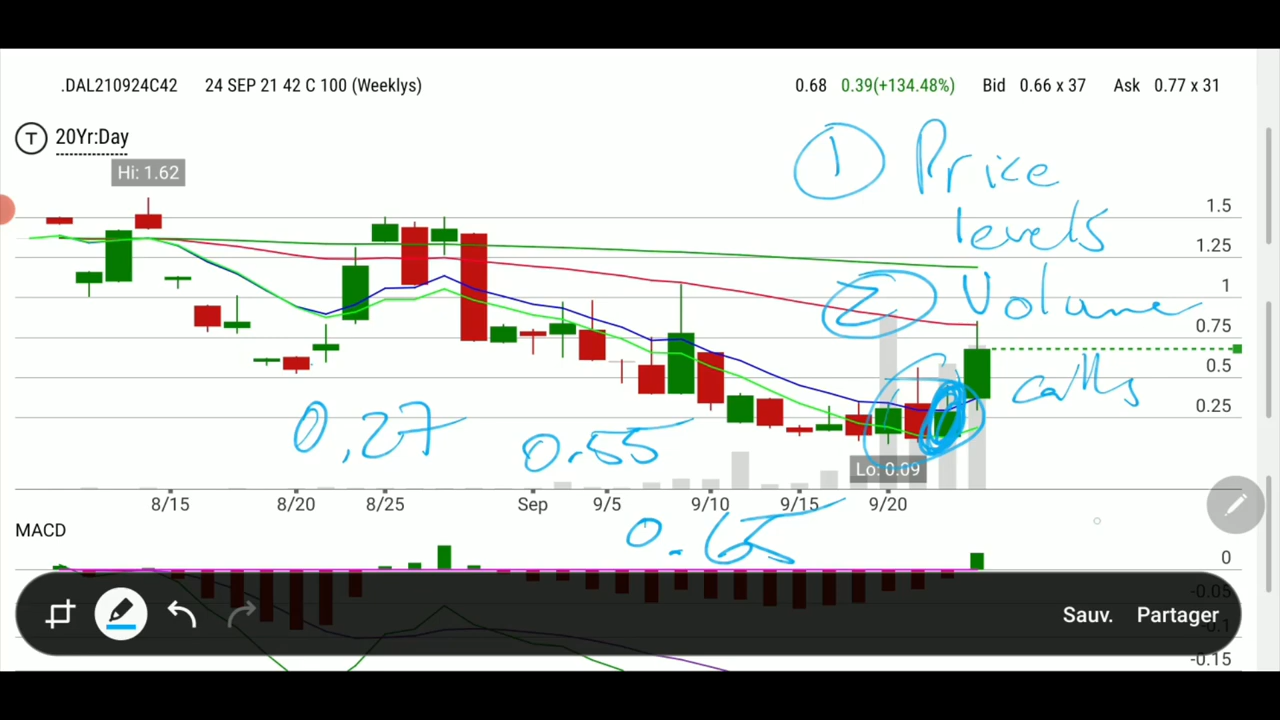 .DAL210924C42 24 SEP 21 42 C 100 (Weeklys) 0.68 0.39(+134.48%) Bid 0.66 x 37 Ask 0.77 x 31
T 20Yr:Day
Hi: 1.62
1 Price
levels
2 Volume
calls
1.5
1.25
1
0.75
0.5
0.25
0,27
0.55
Lo: 0.09
8/15 8/20 8/25 Sep 9/5 9/10 9/15 9/20
0.65
MACD
0
-0.05
-0.1
-0.15
Sauv. Partager